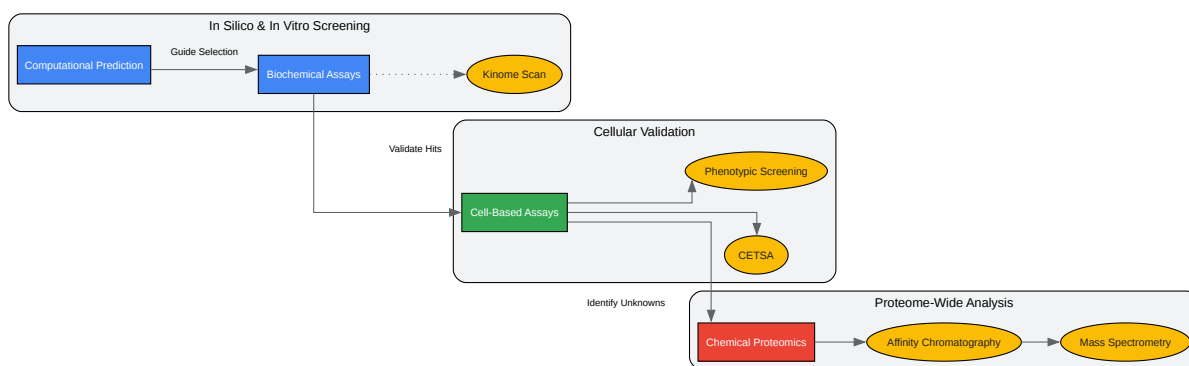 In Silico & In Vitro Screening
Computational Prediction
Guide Selection
Biochemical Assays
Kinome Scan
Validate Hits
Cellular Validation
Cell-Based Assays
Phenotypic Screening
CETSA
Identify Unknowns
Proteome-Wide Analysis
Chemical Proteomics
Affinity Chromatography
Mass Spectrometry